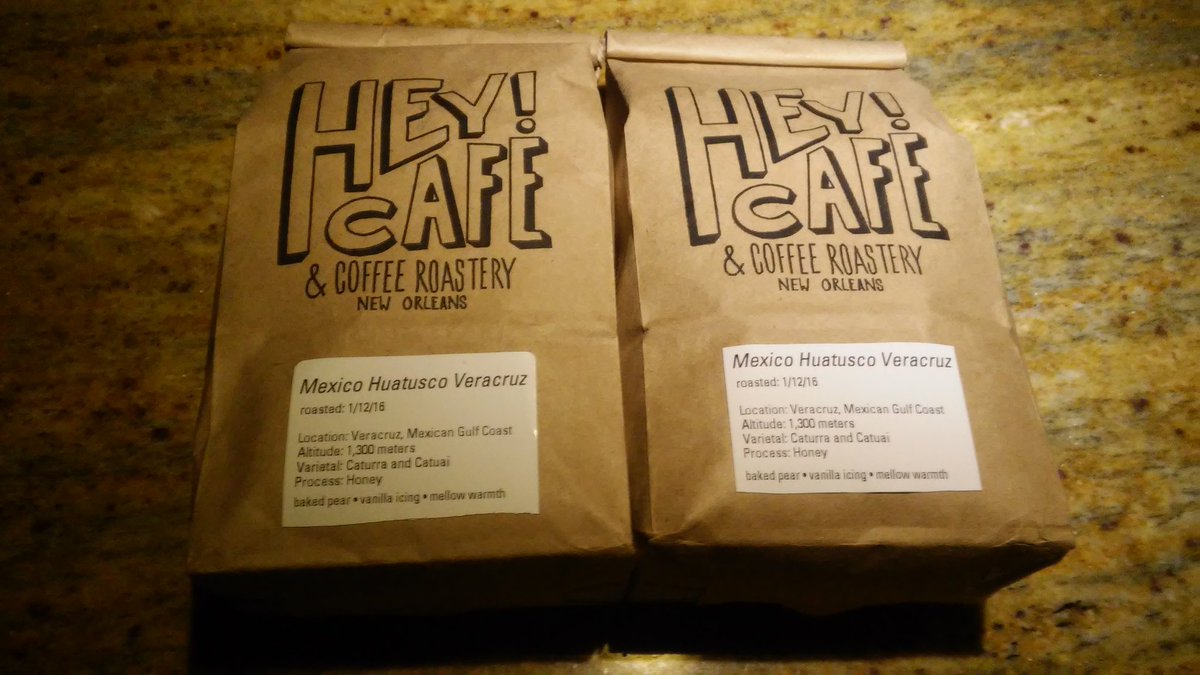 HEY!
CAFÉ
& COFFEE ROASTERY
NEW ORLEANS
Mexico Huatusco Veracruz
roasted: 1/12/16
Location: Veracruz, Mexican Gulf Coast
Altitude: 1,300 meters
Varietal: Caturra and Catuai
Process: Honey
baked pear • vanilla icing • mellow warmth
HEY!
CAFÉ
& COFFEE ROASTERY
NEW ORLEANS
Mexico Huatusco Veracruz
roasted: 1/12/16
Location: Veracruz, Mexican Gulf Coast
Altitude: 1,300 meters
Varietal: Caturra and Catuai
Process: Honey
baked pear • vanilla icing • mellow warmth